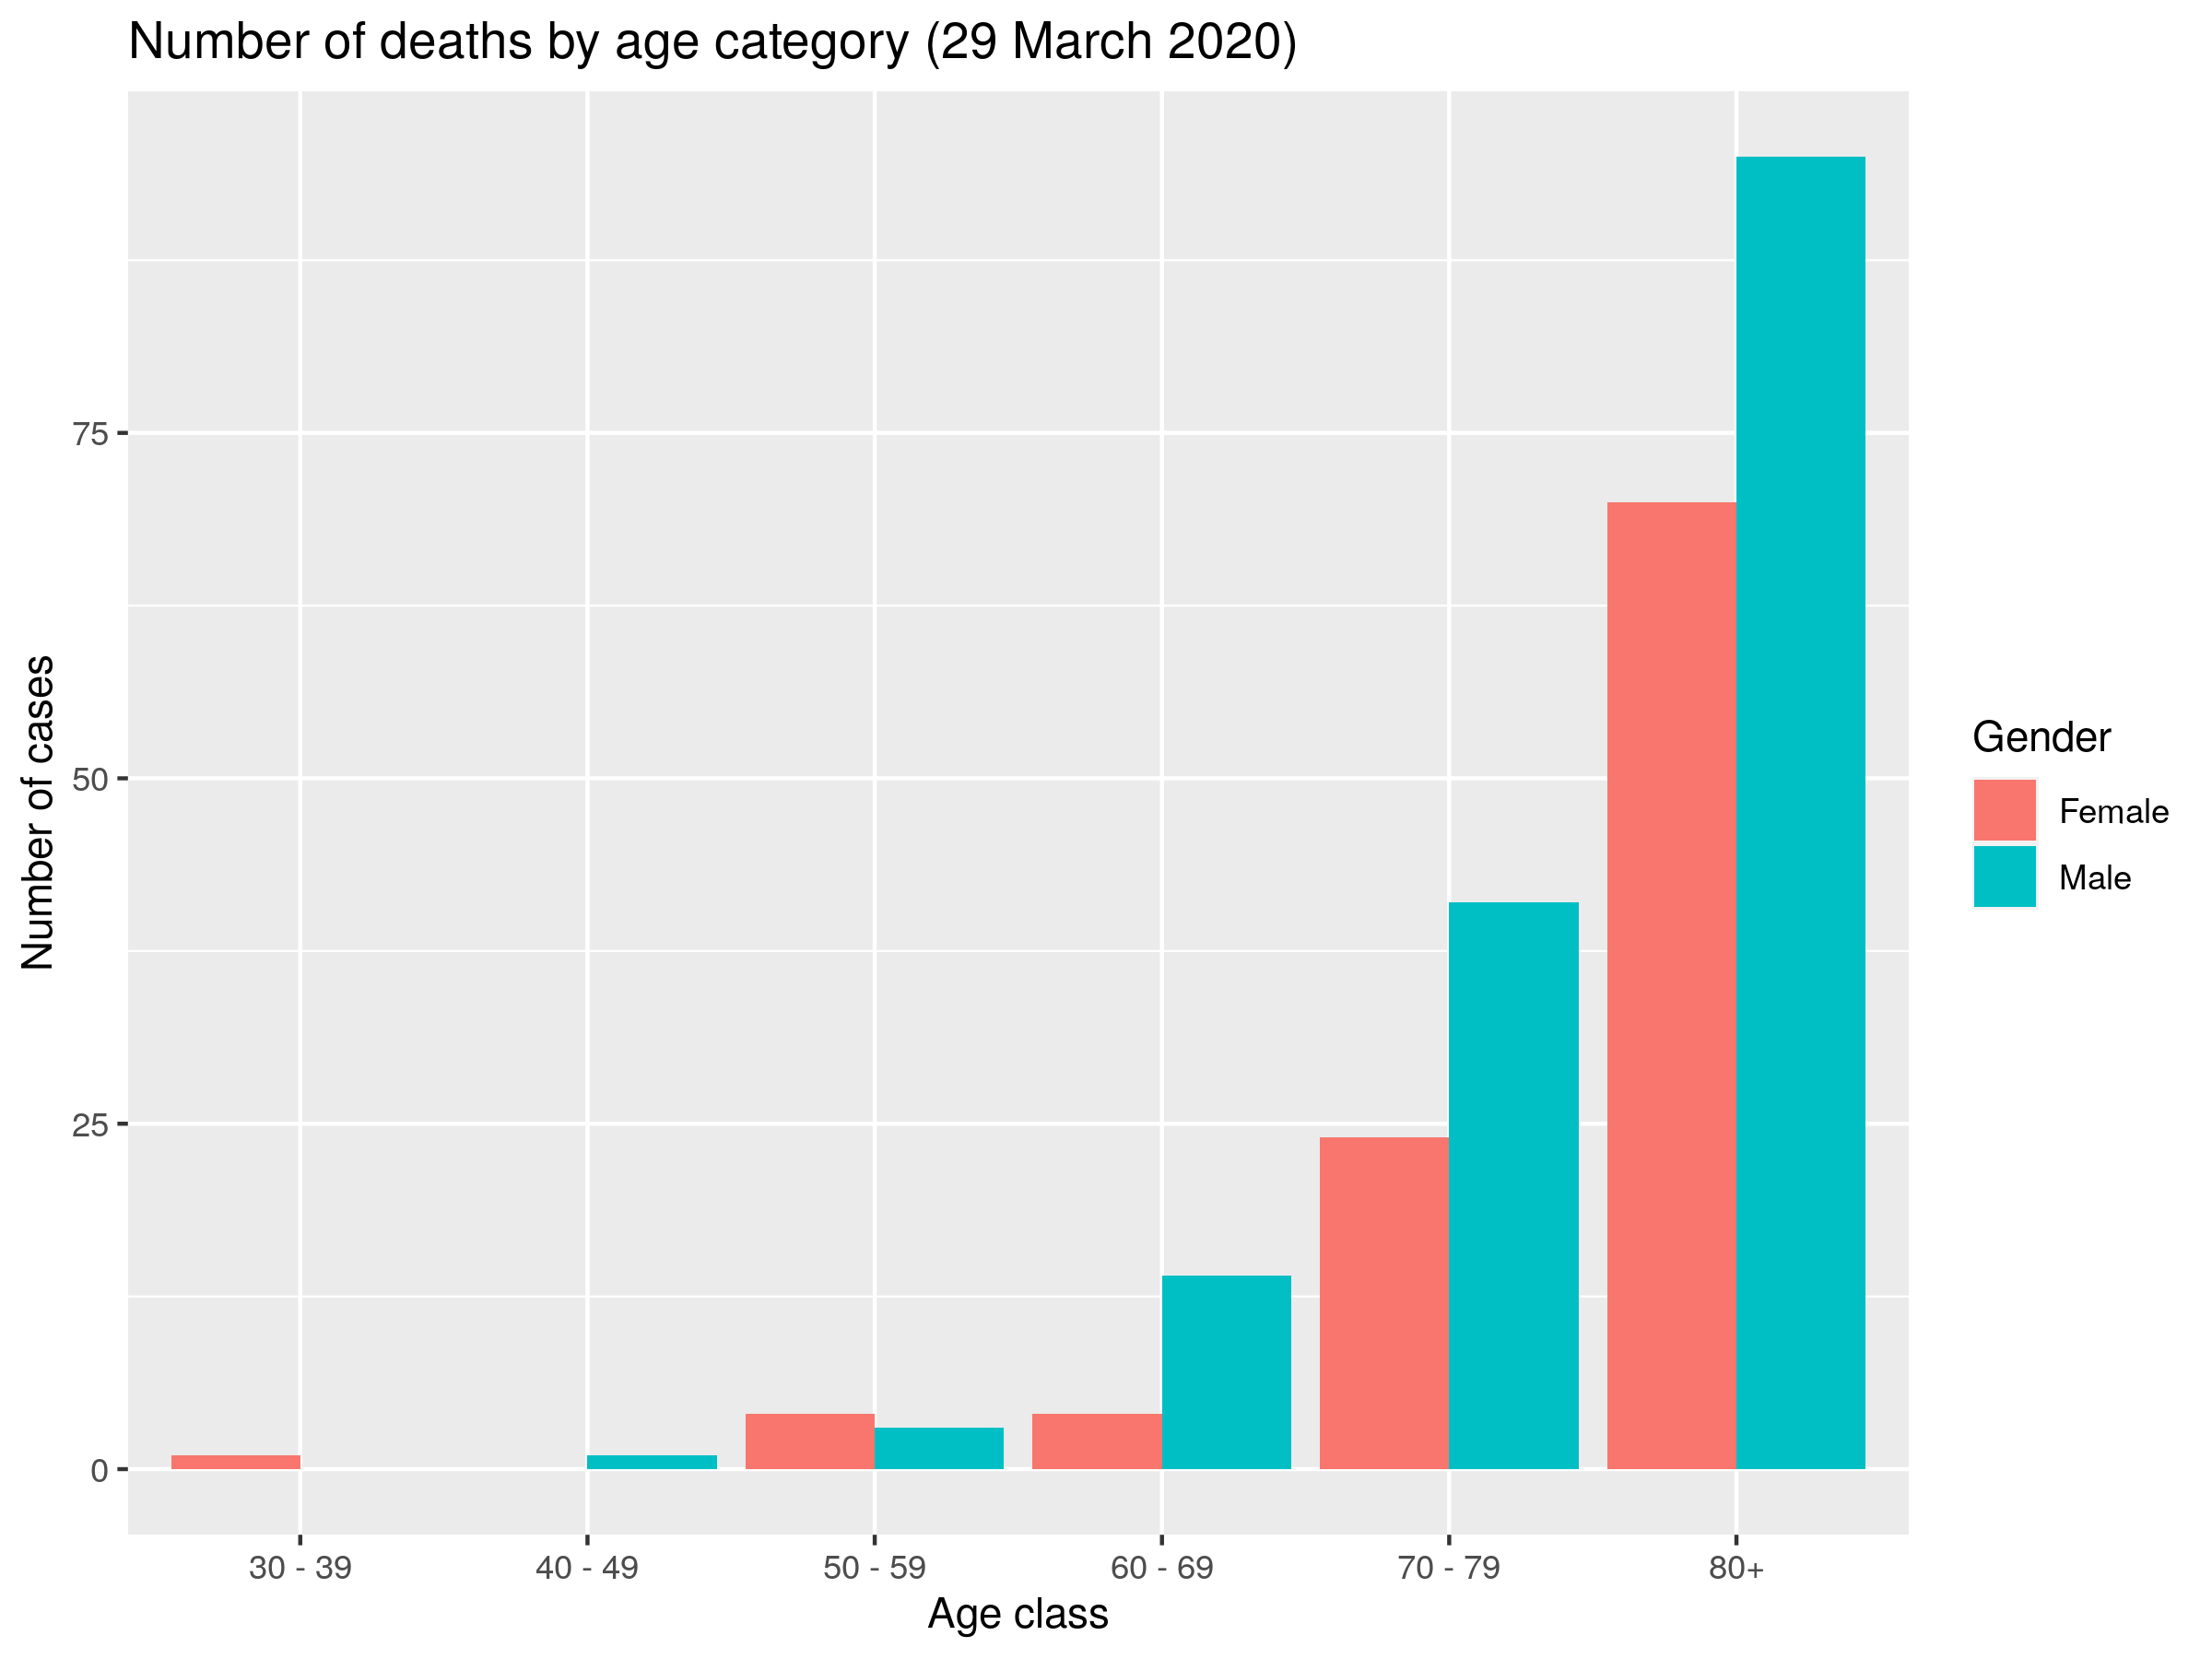 Number of deaths by age category (29 March 2020)
Number of cases
75
50
25
0
30 - 39
40 - 49
50 - 59
60 - 69
70 - 79
80+
Age class
Gender
Female
Male